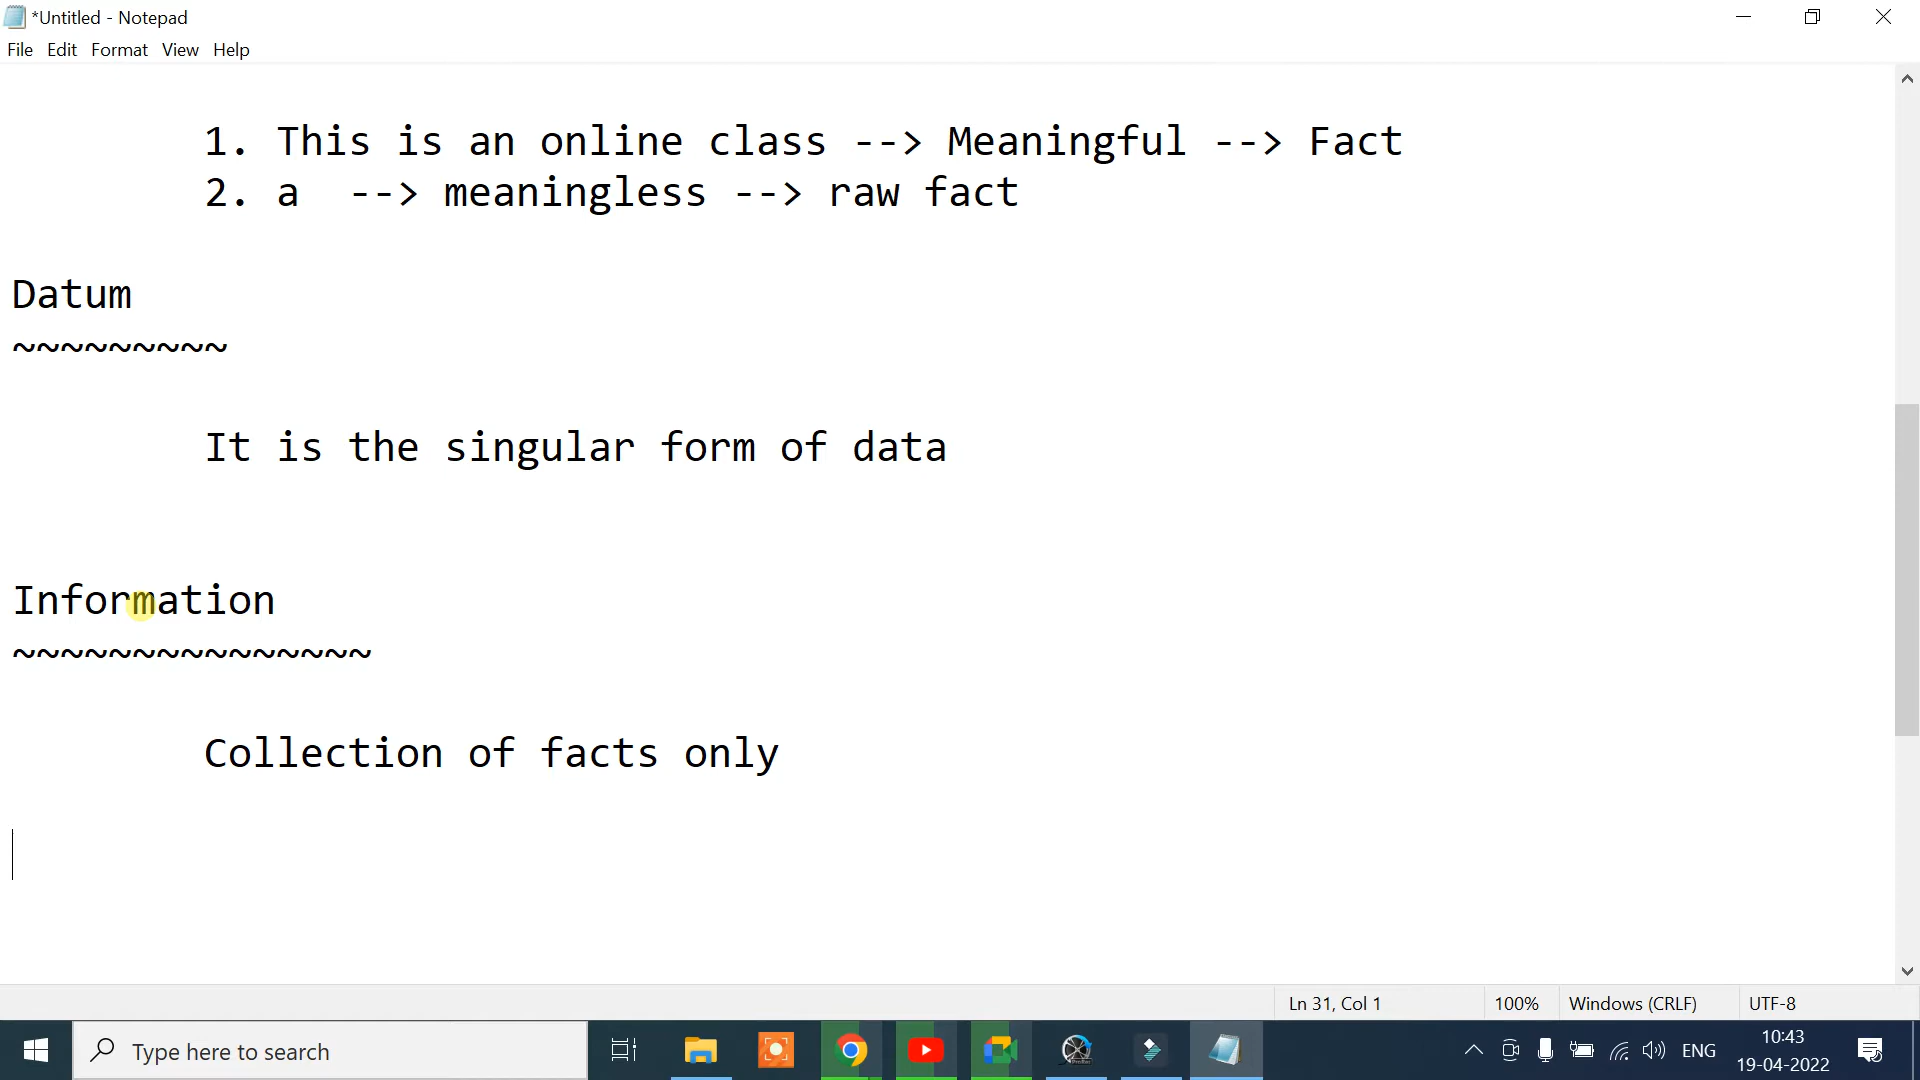 *Untitled - Notepad
File Edit Format View Help
1. This is an online class --> Meaningful --> Fact
2. a --> meaningless --> raw fact
Datum
~~~~~~~~~
It is the singular form of data
Information
~~~~~~~~~~~~~~~
Collection of facts only
Ln 31, Col 1 100% Windows (CRLF) UTF-8
Type here to search
ENG
10:43
19-04-2022